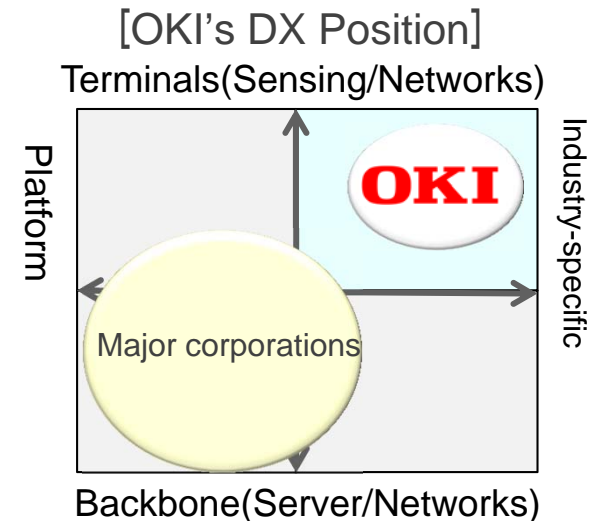 [OKI's DX Position]
Terminals(Sensing/Networks)
Platform
Industry-specific
OKI
Major corporations
Backbone(Server/Networks)